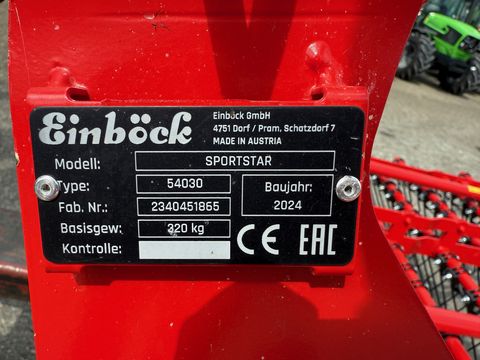 Einböck
Einböck GmbH
4751 Dorf / Pram, Schatzdorf 7
MADE IN AUSTRIA
Modell: SPORTSTAR
Type: 54030
Baujahr:
2024
Fab. Nr.: 2340451865
Basisgew: 320 kg
Kontrolle:
CE EAC